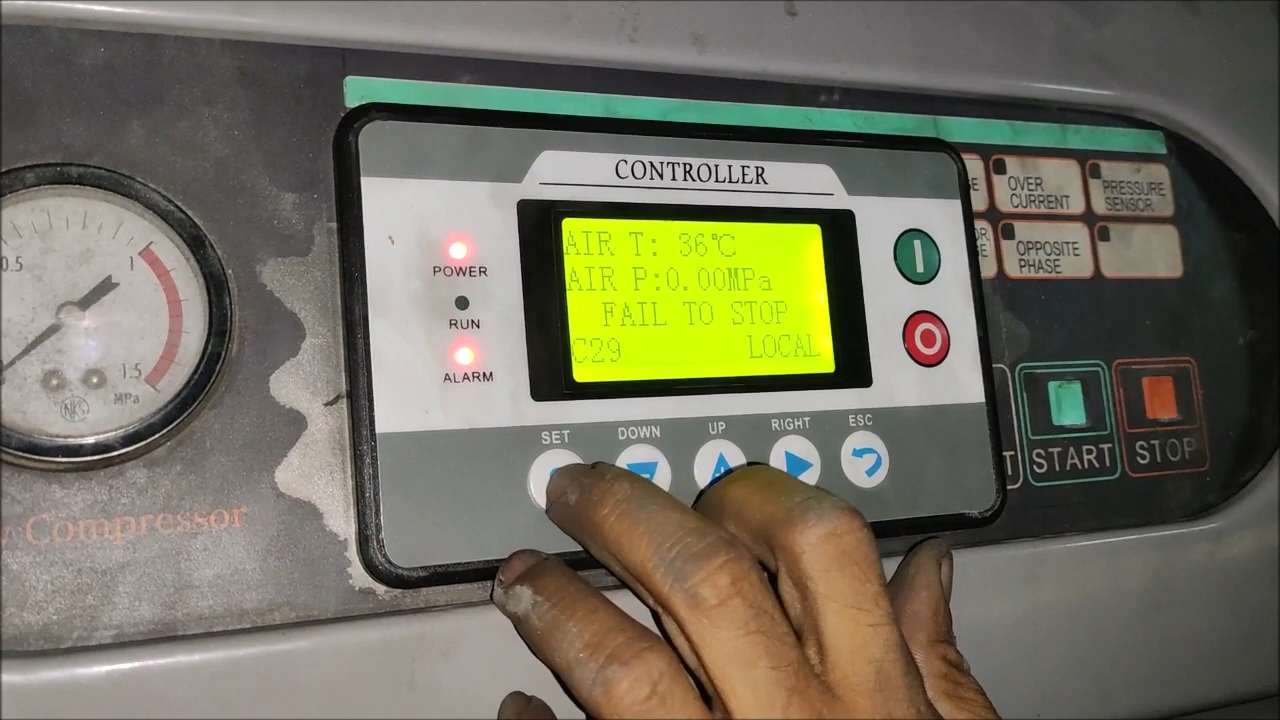 CONTROLLER
POWER
RUN
ALARM
AIR T: 36℃
AIR P:0.00MPa
FAIL TO STOP
C29 LOCAL
SET DOWN UP RIGHT ESC
0.5
1
1.5
MPa
NKS
Compressor
OVER
CURRENT
PRESSURE
SENSOR
OPPOSITE
PHASE
START
STOP